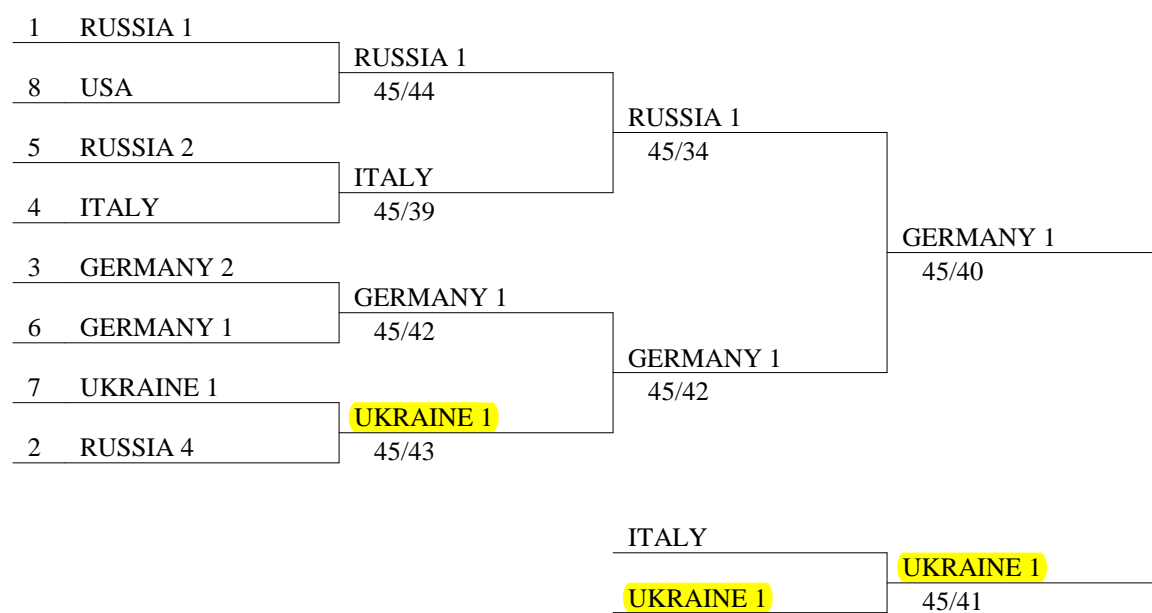 1 RUSSIA 1
RUSSIA 1
8 USA
45/44
RUSSIA 1
5 RUSSIA 2
45/34
ITALY
4 ITALY
45/39
GERMANY 1
3 GERMANY 2
45/40
GERMANY 1
6 GERMANY 1
45/42
GERMANY 1
7 UKRAINE 1
45/42
UKRAINE 1
2 RUSSIA 4
45/43
ITALY
UKRAINE 1
UKRAINE 1
45/41